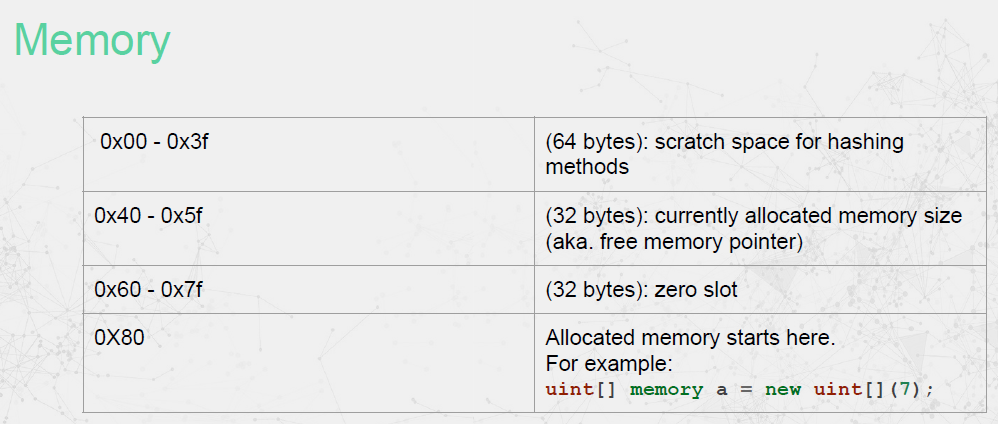 Memory
0x00 - 0x3f
(64 bytes): scratch space for hashing
methods
0x40 - 0x5f
(32 bytes): currently allocated memory size
(aka. free memory pointer)
0x60 - 0x7f
(32 bytes): zero slot
0X80
Allocated memory starts here.
For example:
uint[] memory a = new uint[](7);